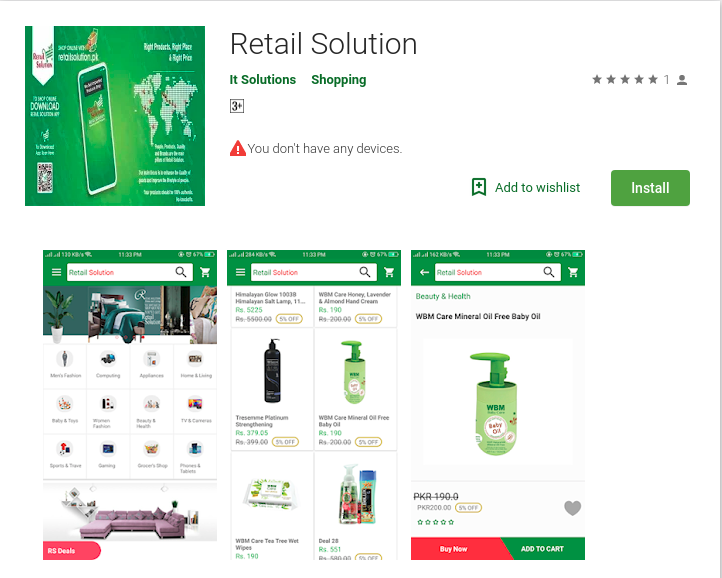 Retail
Solution
SHOP ONLINE WEB
retailsolution.pk
Right Products, Right Place
& Right Price
TO SHOP ONLINE
DOWNLOAD
RETAIL SOLUTION APP
Retail Solution
It Solutions Shopping
1
3+
You don't have any devices.
Add to wishlist
Install
130 KB/s 11:33 PM 67%
Retail Solution
Men's Fashion Computing Appliances Home & Living
Baby & Toys Women Fashion Beauty & Health TV & Cameras
Sports & Travel Gaming Grocer's Shop Phones & Tablets
RS Deals
284 KB/s 11:33 PM 67%
Retail Solution
Himalayan Glow 1003B
Himalayan Salt Lamp, 11...
Rs. 5225
Rs. 5500.00 5% OFF
WBM Care Honey, Lavender
& Almond Hand Cream
Rs. 190
Rs. 200.00 5% OFF
Tresemme Platinum
Strengthening
Rs. 379.05
Rs. 399.00 5% OFF
WBM Care Mineral Oil Free
Baby Oil
Rs. 190
Rs. 200.00 5% OFF
WBM Care Tea Tree Wet
Wipes
Rs. 190
Deal 28
Rs. 551
Rs. 580.00 5% OFF
162 KB/s 11:33 PM 67%
Retail Solution
Beauty & Health
WBM Care Mineral Oil Free Baby Oil
WBM
Baby
Oil
PKR 190.0
PKR200.00 5% OFF
Buy Now
ADD TO CART